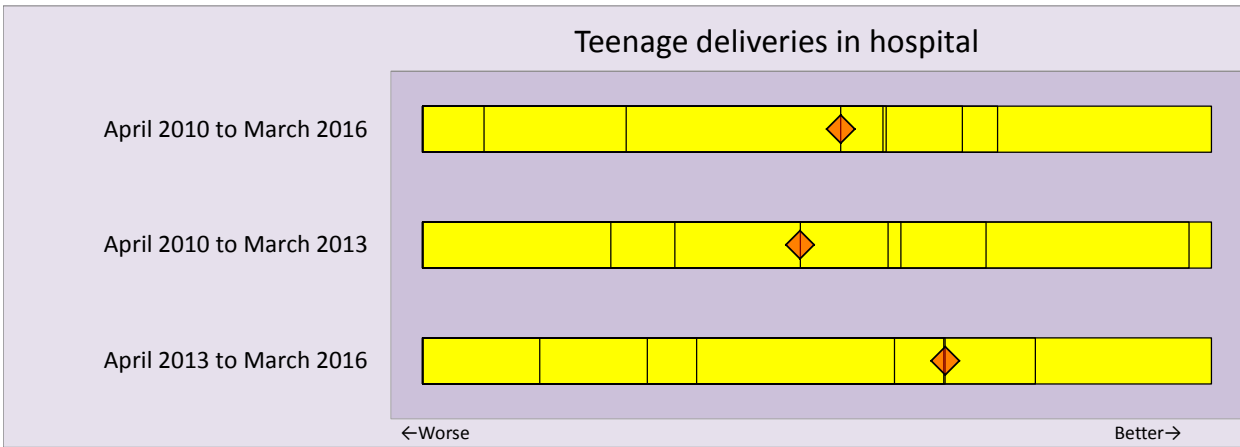 Teenage deliveries in hospital
April 2010 to March 2016
April 2010 to March 2013
April 2013 to March 2016
←Worse
Better→